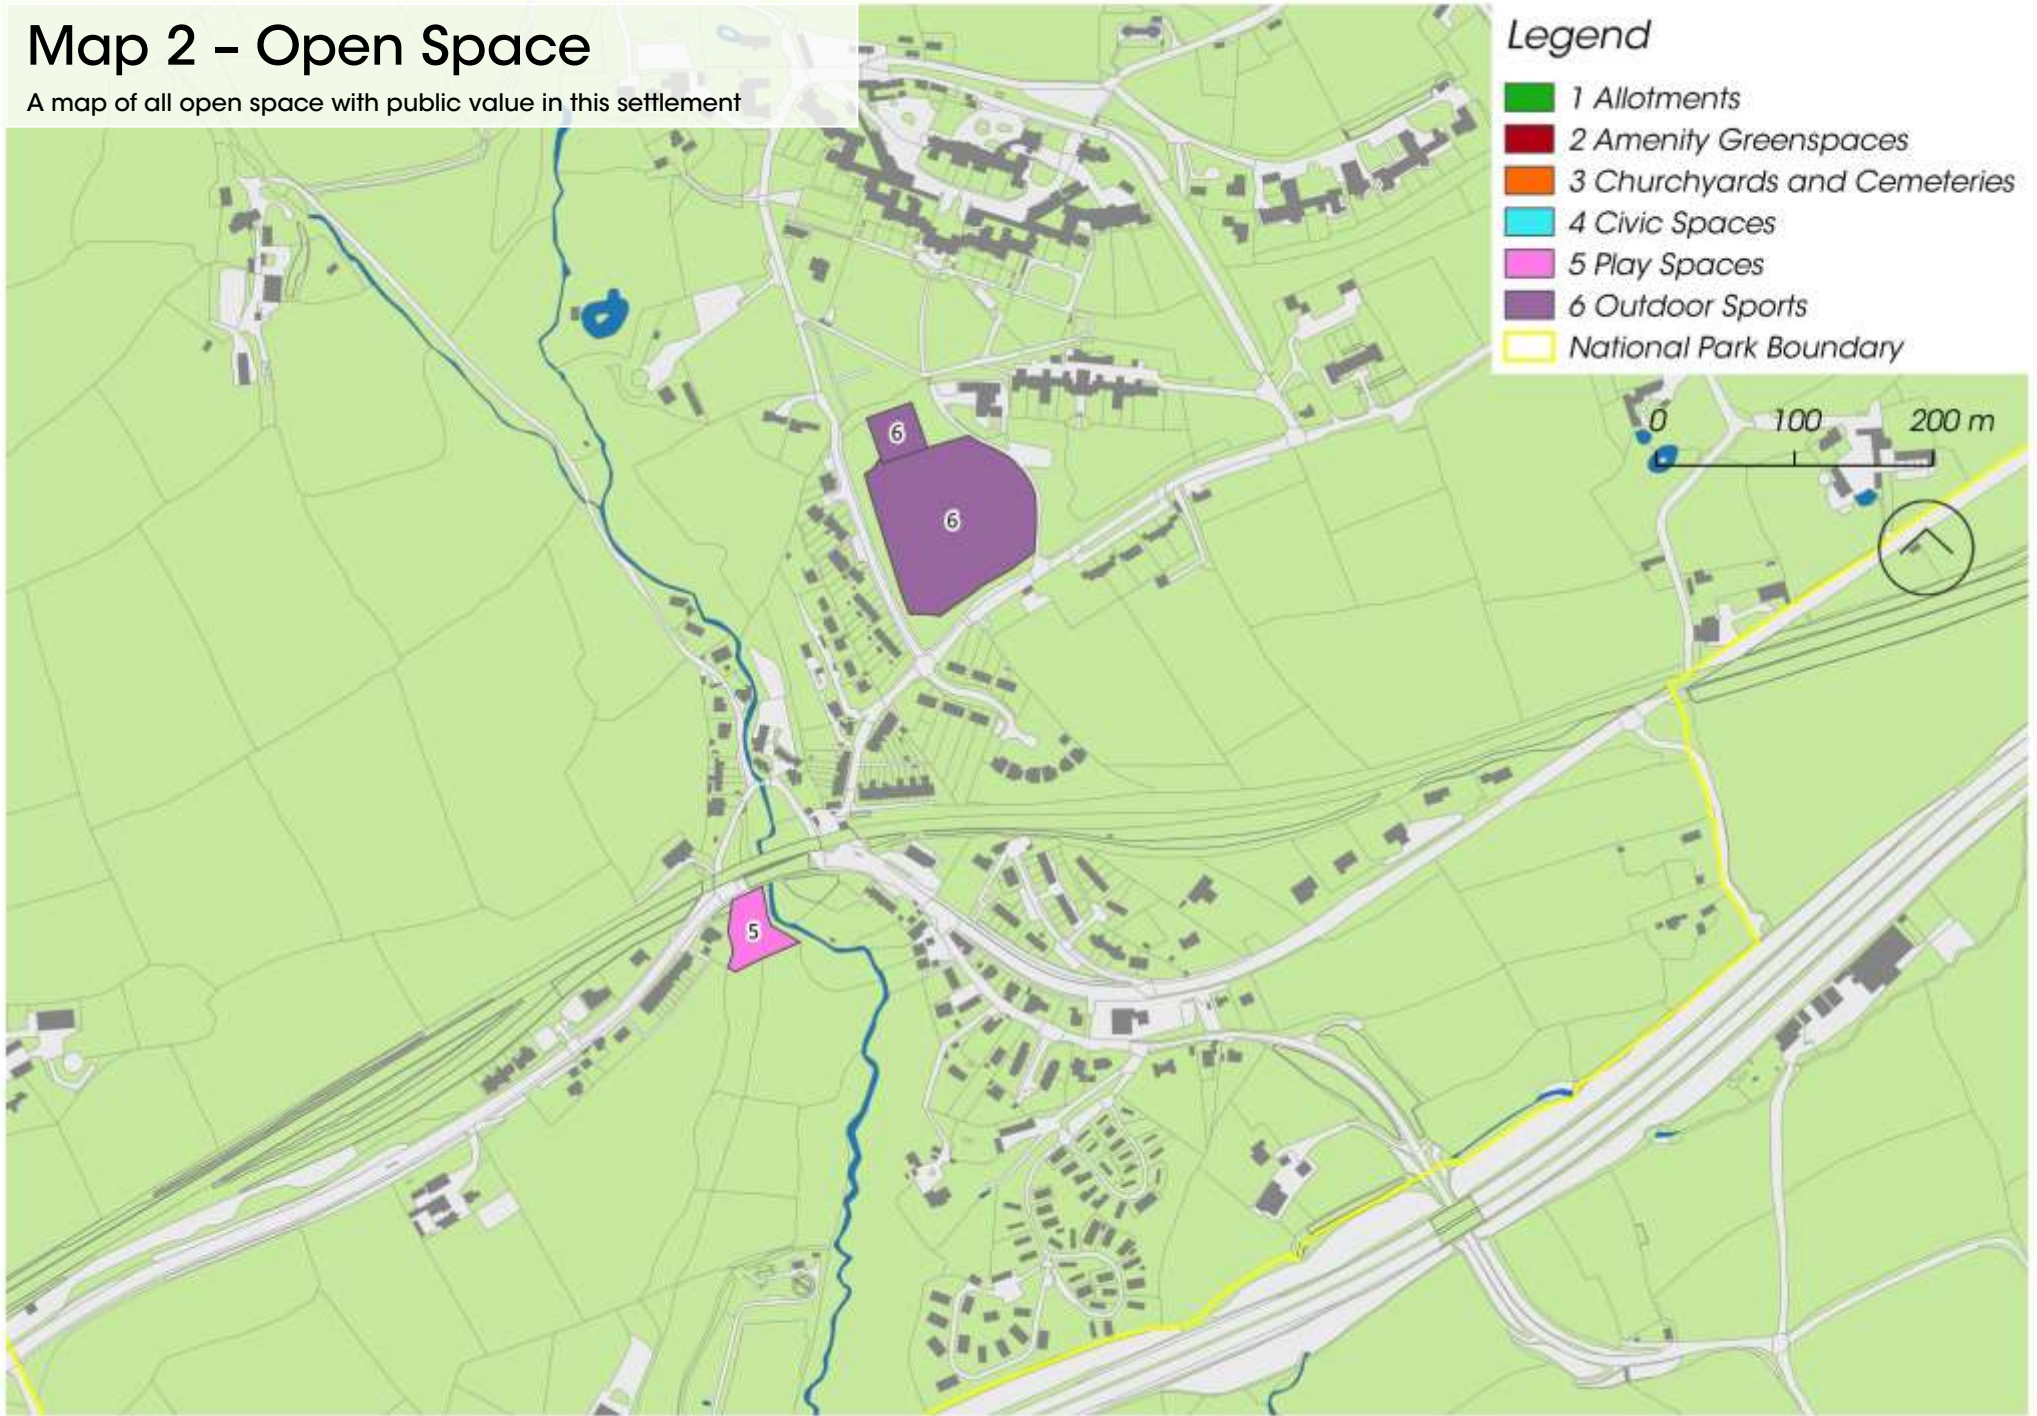 Map 2 – Open Space
A map of all open space with public value in this settlement
Legend
1 Allotments
2 Amenity Greenspaces
3 Churchyards and Cemeteries
4 Civic Spaces
5 Play Spaces
6 Outdoor Sports
National Park Boundary
0 100 200 m
6
6
5